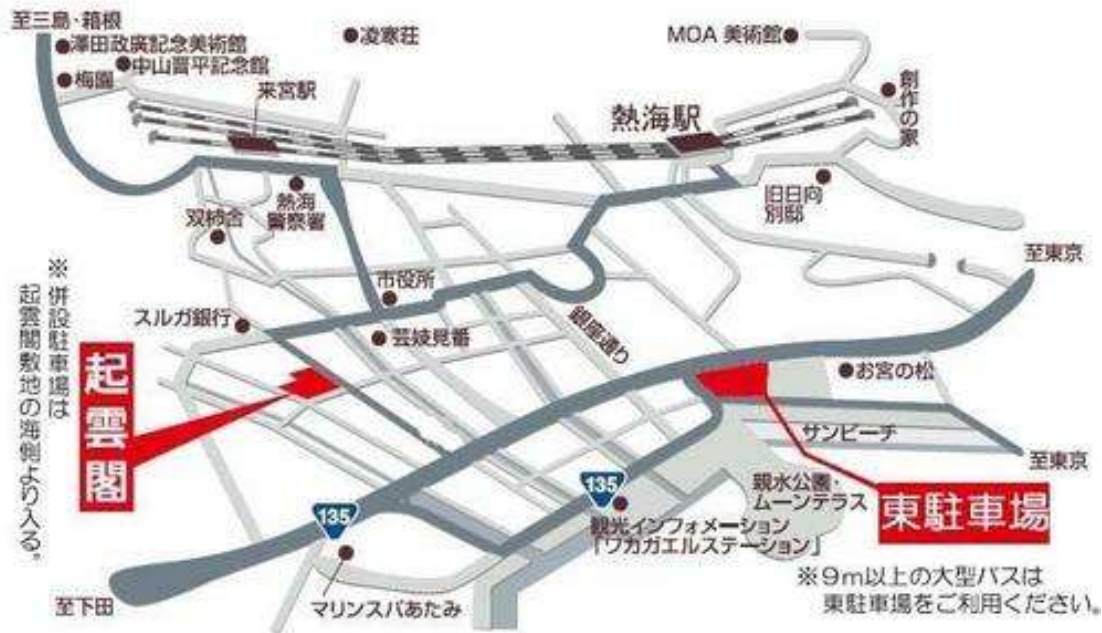 至三島・箱根
澤田政廣記念美術館
中山晋平記念館
梅園
来宮駅
凌寒荘
MOA 美術館
熱海駅
創作の家
旧日向
別邸
熱海
警察署
双柿舎
至東京
市役所
スルガ銀行
芸妓見番
銀座通り
※併設駐車場は
起雲閣敷地の海側より入る。
起雲閣
お宮の松
サンビーチ
至東京
親水公園・
ムーンテラス
東駐車場
135
135
観光インフォメーション
「ワカガエルステーション」
マリンスパあたみ
至下田
※9m以上の大型バスは
東駐車場をご利用ください。